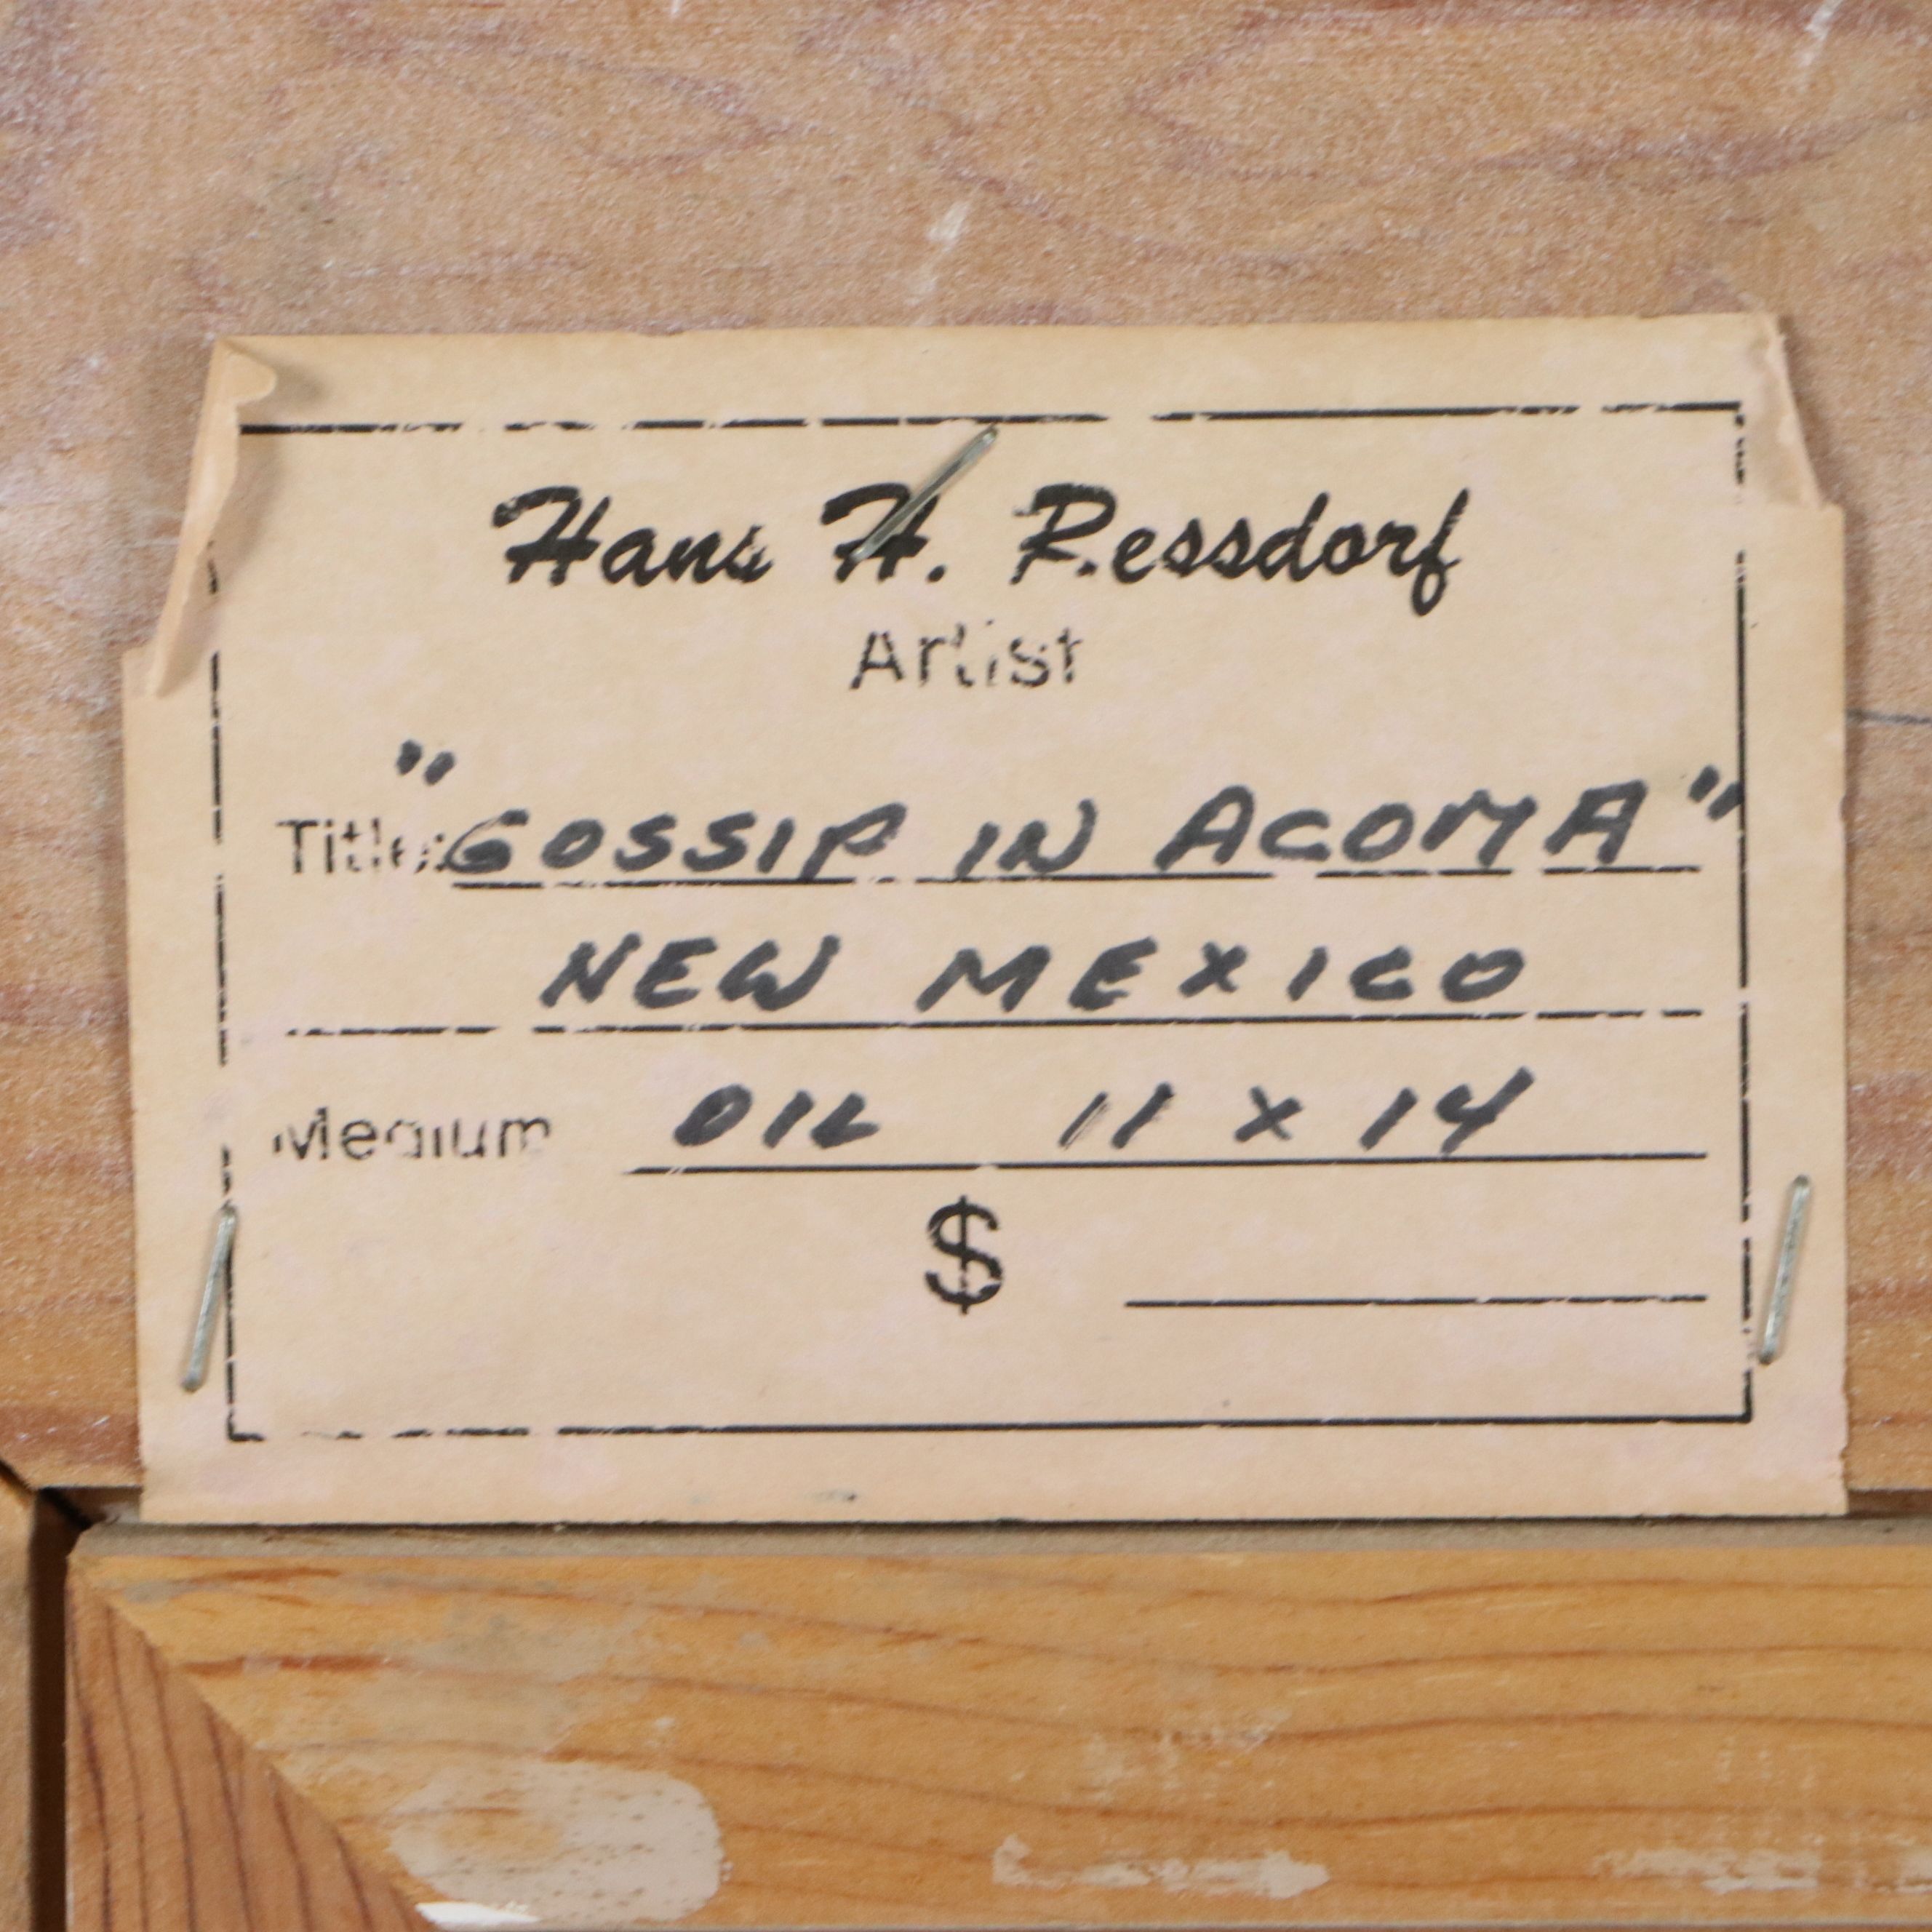 Hans H. Ressdorf
Artist
Title: "GOSSIP IN ACOMA"
NEW MEXICO
Medium OIL 11 x 14
$